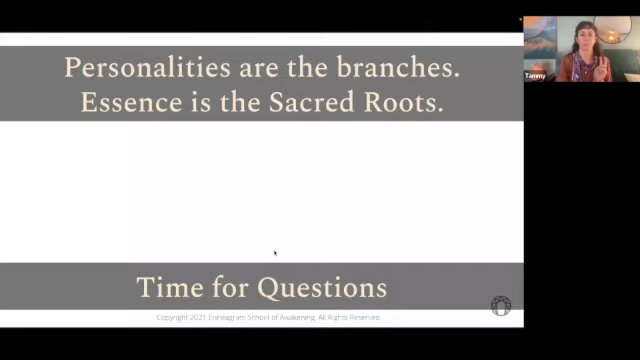 Personalities are the branches.
Essence is the Sacred Roots.
Tammy
Time for Questions
Copyright 2021 Enneagram School of Awakening. All Rights Reserved.